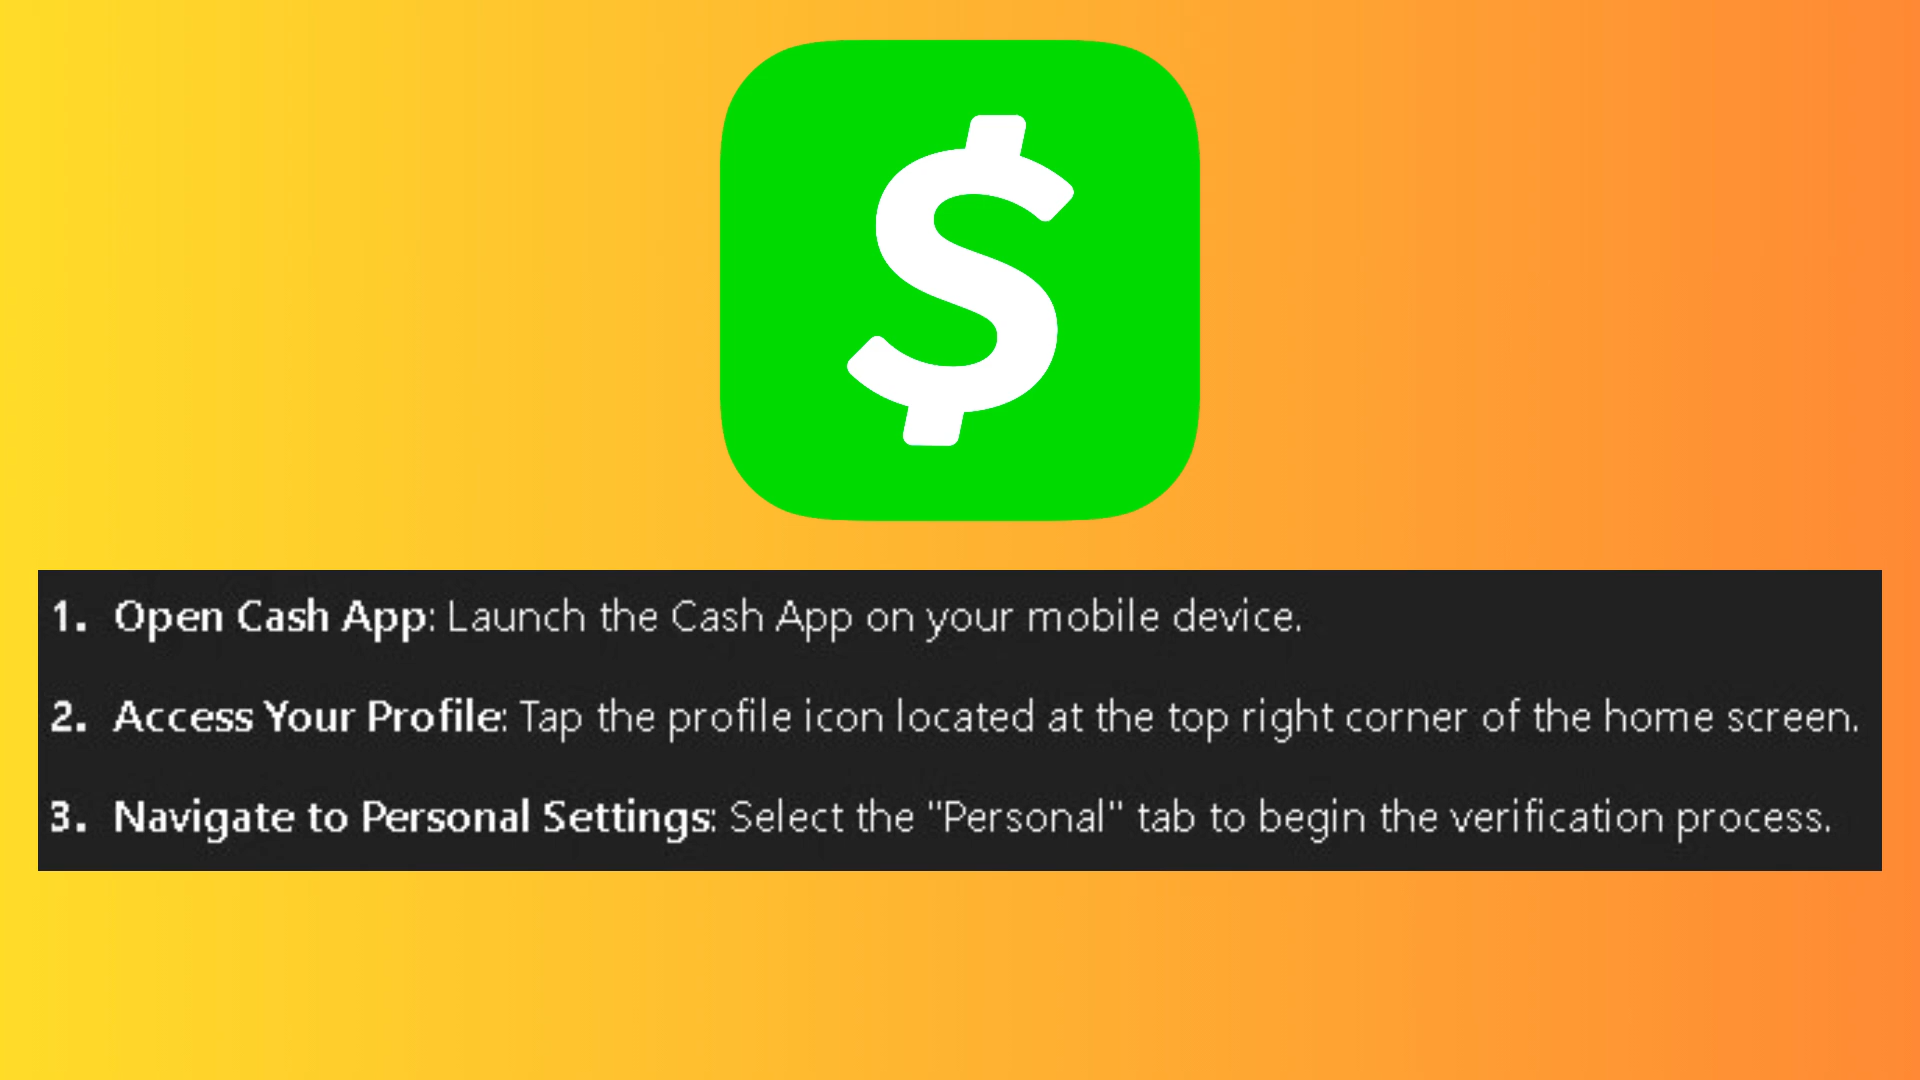 $
1. Open Cash App: Launch the Cash App on your mobile device.
2. Access Your Profile: Tap the profile icon located at the top right corner of the home screen.
3. Navigate to Personal Settings: Select the "Personal" tab to begin the verification process.